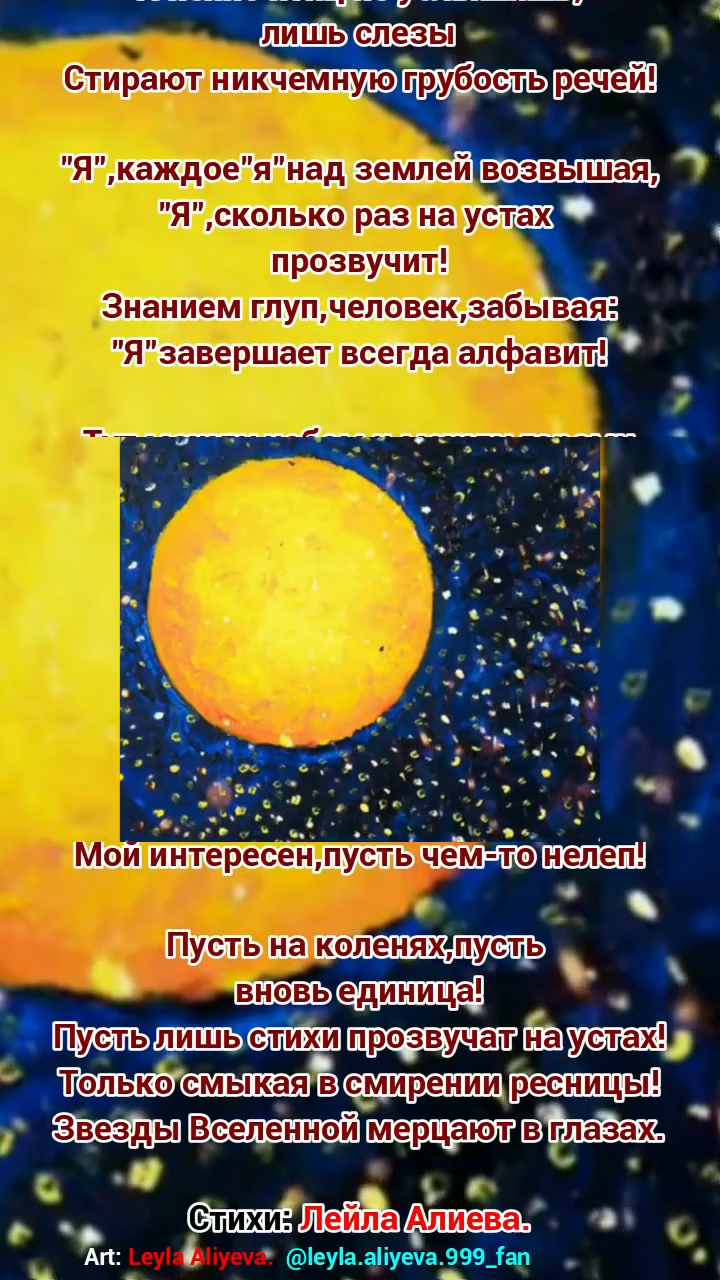 лишь слезы
Стирают никчемную грубость речей!
"Я",каждое"я"над землей возвышая,
"Я",сколько раз на устах
прозвучит!
Знанием глуп,человек,забывая:
"Я"завершает всегда алфавит!
Мой интересен,пусть чем-то нелеп!
Пусть на коленях,пусть
вновь единица!
Пусть лишь стихи прозвучат на устах!
Только смыкая в смирении ресницы!
Звезды Вселенной мерцают в глазах.
Стихи: Лейла Алиева.
Art: Leyla Aliyeva. @leyla.aliyeva.999_fan